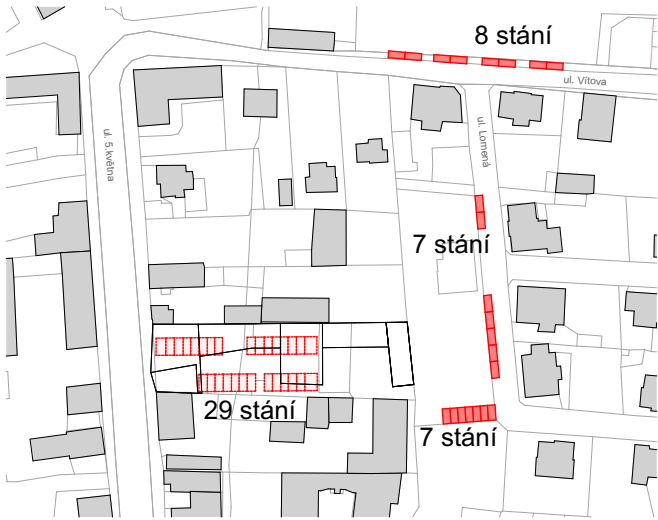 8 stání
ul. Vítova
ul. 5.května
ul. Lomená
7 stání
29 stání
7 stání